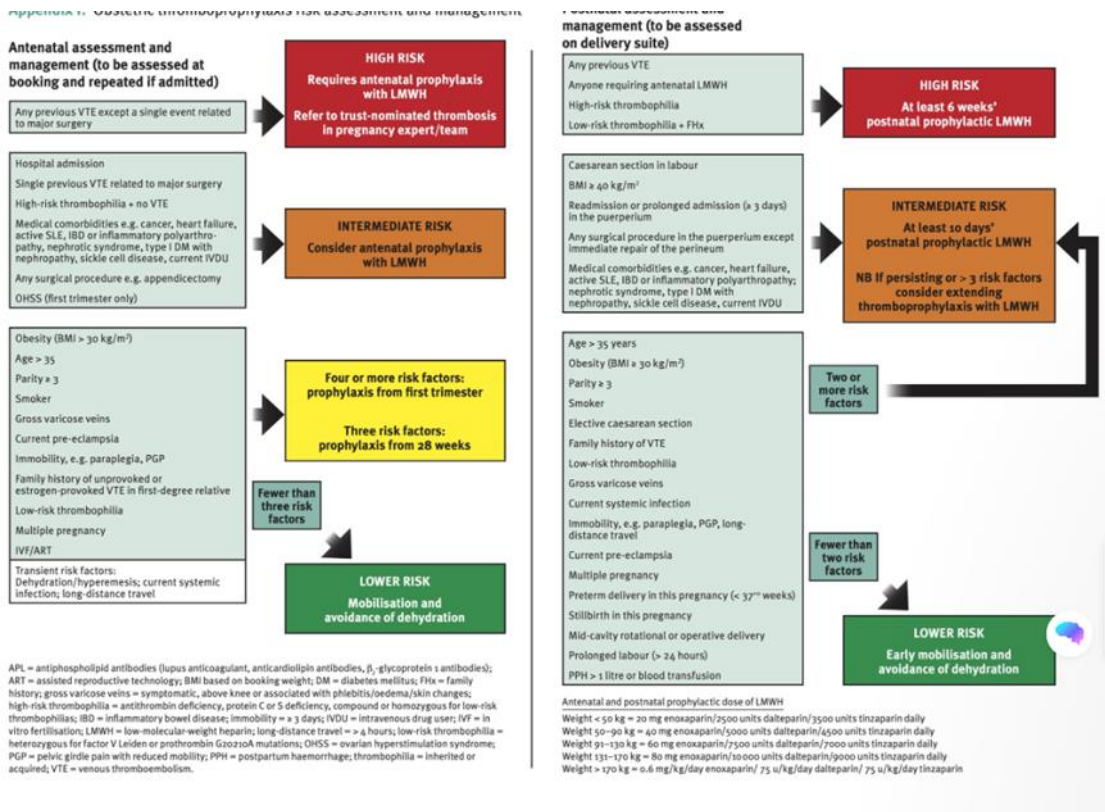 Appendix I: Obstetric thromboprophylaxis risk assessment and management
Antenatal assessment and
management (to be assessed at
booking and repeated if admitted)
Any previous VTE except a single event related
to major surgery
HIGH RISK
Requires antenatal prophylaxis
with LMWH
Refer to trust-nominated thrombosis
in pregnancy expert/team
Hospital admission
Single previous VTE related to major surgery
High-risk thrombophilia + no VTE
Medical comorbidities e.g. cancer, heart failure,
active SLE, IBD or inflammatory polyarthro-
pathy, nephrotic syndrome, type I DM with
nephropathy, sickle cell disease, current IVDU
Any surgical procedure e.g. appendicectomy
OHSS (first trimester only)
INTERMEDIATE RISK
Consider antenatal prophylaxis
with LMWH
Obesity (BMI > 30 kg/m²)
Age > 35
Parity ≥ 3
Smoker
Gross varicose veins
Current pre-eclampsia
Immobility, e.g. paraplegia, PGP
Family history of unprovoked or
estrogen-provoked VTE in first-degree relative
Low-risk thrombophilia
Multiple pregnancy
IVF/ART
Transient risk factors:
Dehydration/hyperemesis; current systemic
infection; long-distance travel
Four or more risk factors:
prophylaxis from first trimester
Three risk factors:
prophylaxis from 28 weeks
Fewer than
three risk
factors
LOWER RISK
Mobilisation and
avoidance of dehydration
APL = antiphospholipid antibodies (lupus anticoagulant, anticardiolipin antibodies, β₂-glycoprotein 1 antibodies);
ART = assisted reproductive technology; BMI based on booking weight; DM = diabetes mellitus; FHx = family
history; gross varicose veins = symptomatic, above knee or associated with phlebitis/oedema/skin changes;
high-risk thrombophilia = antithrombin deficiency, protein C or S deficiency, compound or homozygous for low-risk
thrombophilias; IBD = inflammatory bowel disease; immobility = ≥ 3 days; IVDU = intravenous drug user; IVF = in
vitro fertilisation; LMWH = low-molecular-weight heparin; long-distance travel = > 4 hours; low-risk thrombophilia =
heterozygous for factor V Leiden or prothrombin G20210A mutations; OHSS = ovarian hyperstimulation syndrome;
PGP = pelvic girdle pain with reduced mobility; PPH = postpartum haemorrhage; thrombophilia = inherited or
acquired; VTE = venous thromboembolism.
Postnatal assessment and
management (to be assessed
on delivery suite)
Any previous VTE
Anyone requiring antenatal LMWH
High-risk thrombophilia
Low-risk thrombophilia + FHx
HIGH RISK
At least 6 weeks'
postnatal prophylactic LMWH
Caesarean section in labour
BMI ≥ 40 kg/m²
Readmission or prolonged admission (≥ 3 days)
in the puerperium
Any surgical procedure in the puerperium except
immediate repair of the perineum
Medical comorbidities e.g. cancer, heart failure,
active SLE, IBD or inflammatory polyarthropathy;
nephrotic syndrome, type I DM with
nephropathy, sickle cell disease, current IVDU
INTERMEDIATE RISK
At least 10 days'
postnatal prophylactic LMWH
NB If persisting or > 3 risk factors
consider extending
thromboprophylaxis with LMWH
Age > 35 years
Obesity (BMI ≥ 30 kg/m²)
Parity ≥ 3
Smoker
Elective caesarean section
Family history of VTE
Low-risk thrombophilia
Gross varicose veins
Current systemic infection
Immobility, e.g. paraplegia, PGP, long-
distance travel
Current pre-eclampsia
Multiple pregnancy
Preterm delivery in this pregnancy (< 37⁺⁰ weeks)
Stillbirth in this pregnancy
Mid-cavity rotational or operative delivery
Prolonged labour (> 24 hours)
PPH > 1 litre or blood transfusion
Two or
more risk
factors
Fewer than
two risk
factors
LOWER RISK
Early mobilisation and
avoidance of dehydration
Antenatal and postnatal prophylactic dose of LMWH
Weight < 50 kg = 20 mg enoxaparin/2500 units dalteparin/3500 units tinzaparin daily
Weight 50–90 kg = 40 mg enoxaparin/5000 units dalteparin/4500 units tinzaparin daily
Weight 91–130 kg = 60 mg enoxaparin/7500 units dalteparin/7000 units tinzaparin daily
Weight 131–170 kg = 80 mg enoxaparin/10000 units dalteparin/9000 units tinzaparin daily
Weight > 170 kg = 0.6 mg/kg/day enoxaparin/ 75 u/kg/day dalteparin/ 75 u/kg/day tinzaparin